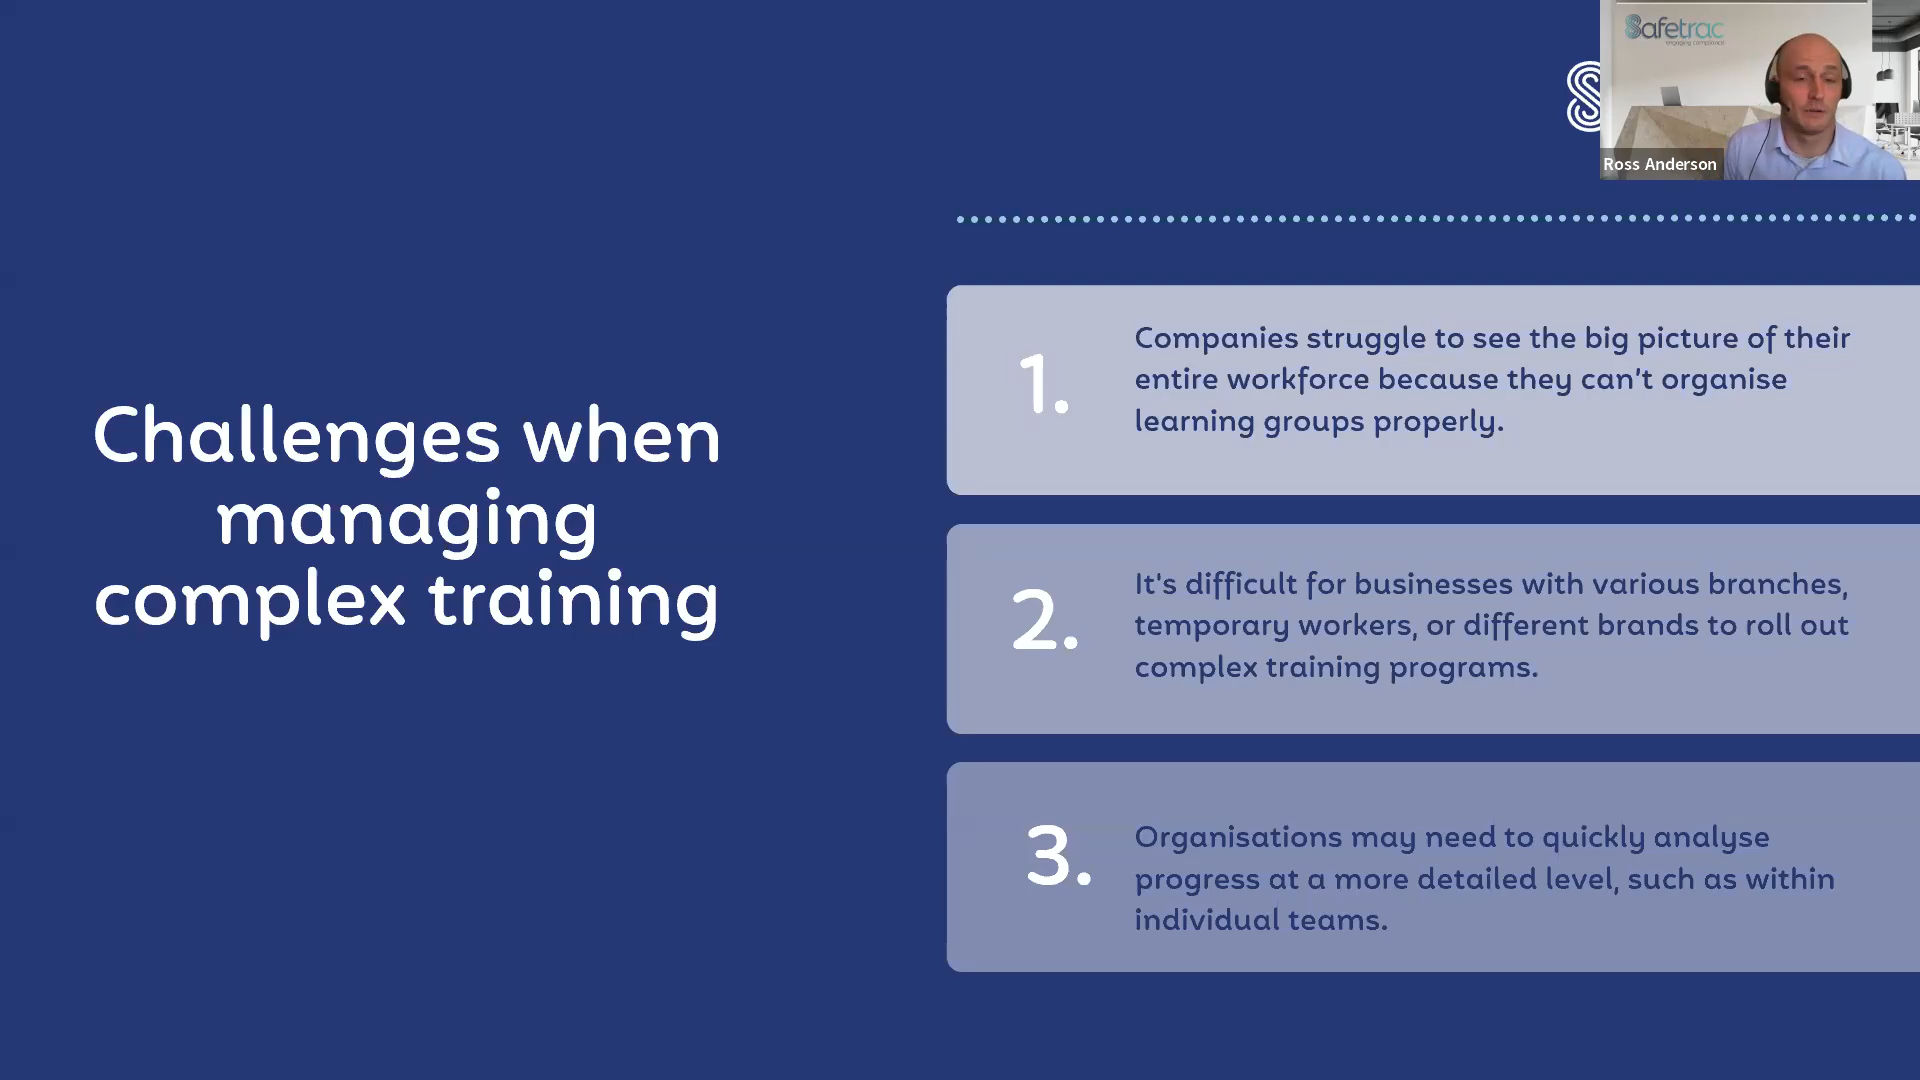 Safetrac
engaging compliance
Ross Anderson
Challenges when
managing
complex training
1.
Companies struggle to see the big picture of their
entire workforce because they can't organise
learning groups properly.
2.
It's difficult for businesses with various branches,
temporary workers, or different brands to roll out
complex training programs.
3.
Organisations may need to quickly analyse
progress at a more detailed level, such as within
individual teams.